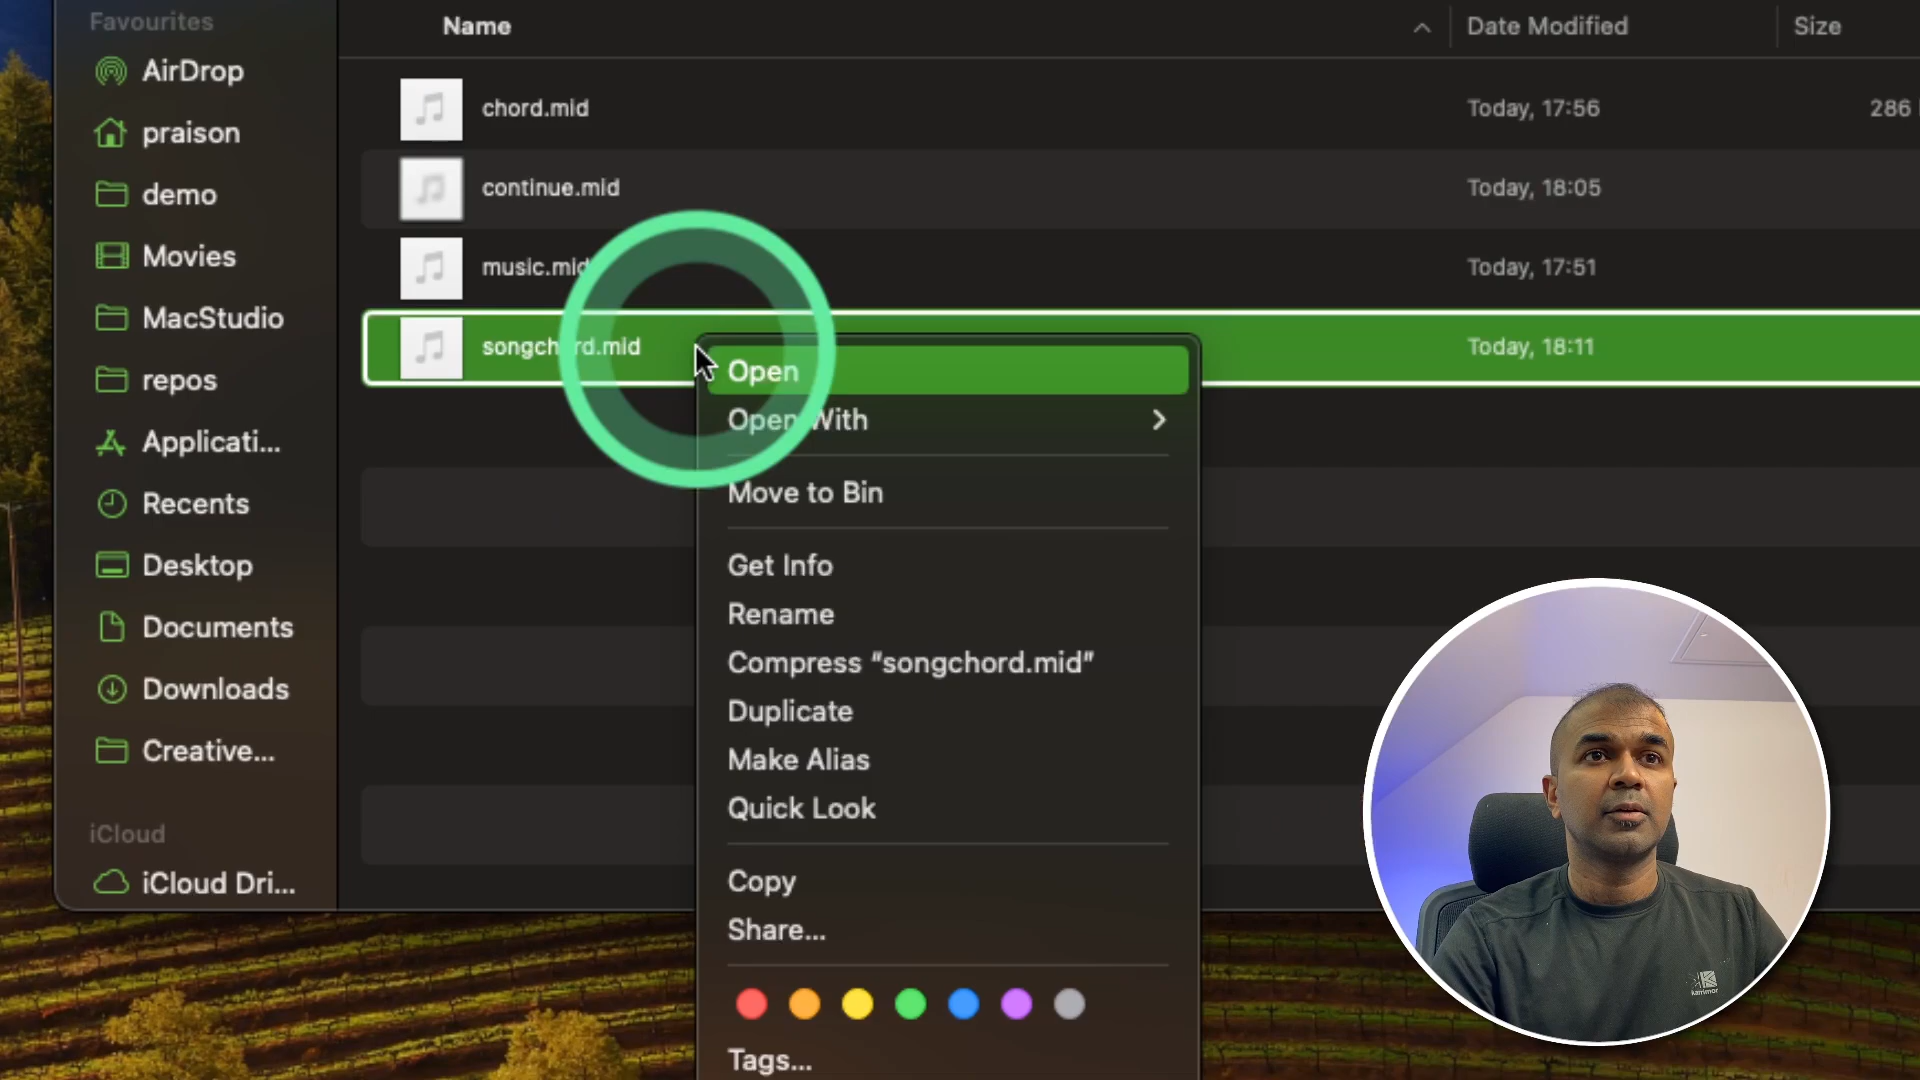 Favourites
AirDrop
praison
demo
Movies
MacStudio
repos
Applicati...
Recents
Desktop
Documents
Downloads
Creative...
iCloud
iCloud Dri...
Name
Date Modified
Size
chord.mid
Today, 17:56
286
continue.mid
Today, 18:05
music.mid
Today, 17:51
songchord.mid
Today, 18:11
Open
Open With
Move to Bin
Get Info
Rename
Compress “songchord.mid”
Duplicate
Make Alias
Quick Look
Copy
Share...
Tags...
karrimor